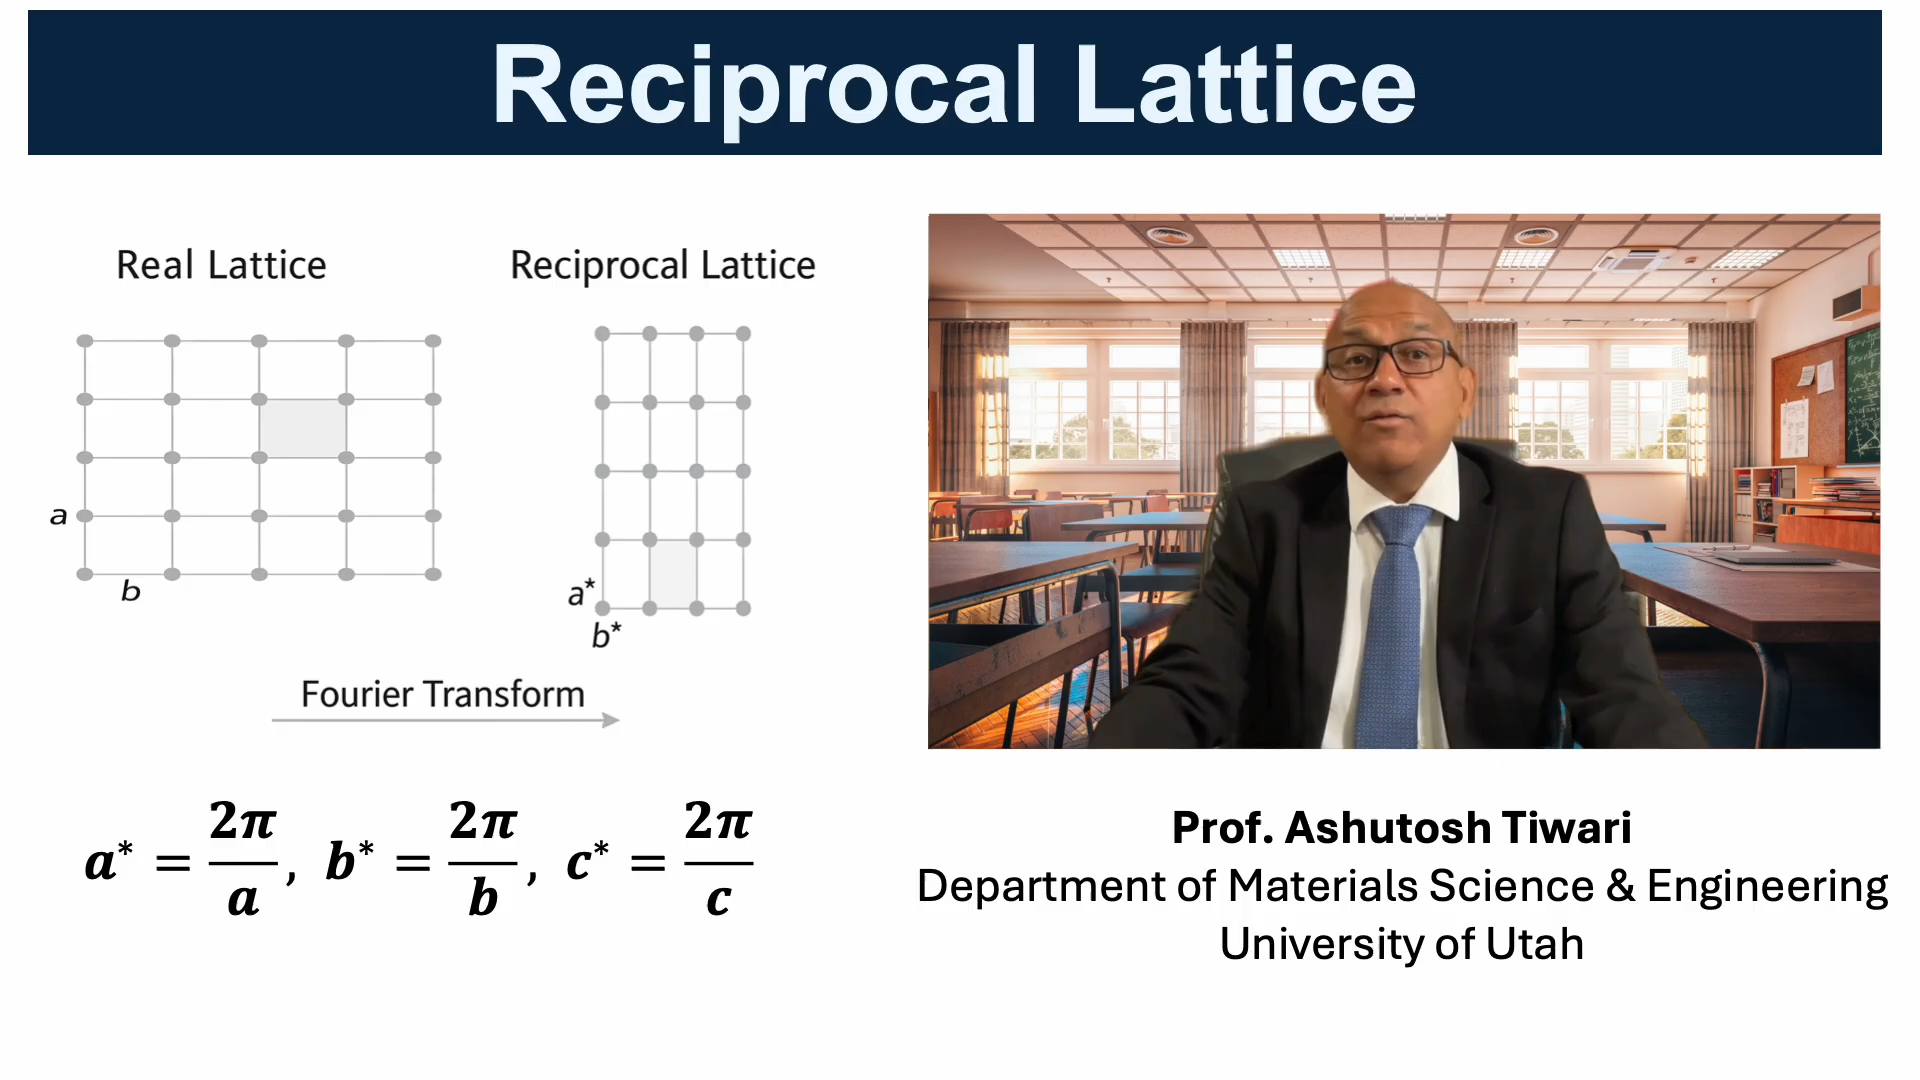 Reciprocal Lattice
Real Lattice
Reciprocal Lattice
a
b
a*
b*
Fourier Transform
a* = 2π/a, b* = 2π/b, c* = 2π/c
Prof. Ashutosh Tiwari
Department of Materials Science & Engineering
University of Utah